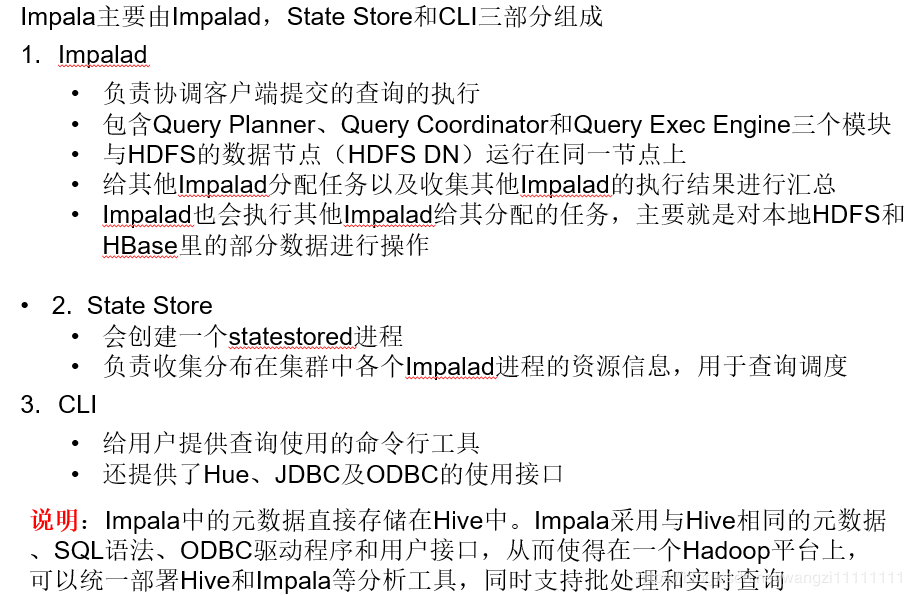 Impala主要由Impalad，State Store和CLI三部分组成
1. Impalad
• 负责协调客户端提交的查询的执行
• 包含Query Planner、Query Coordinator和Query Exec Engine三个模块
• 与HDFS的数据节点（HDFS DN）运行在同一节点上
• 给其他Impalad分配任务以及收集其他Impalad的执行结果进行汇总
• Impalad也会执行其他Impalad给其分配的任务，主要就是对本地HDFS和
HBase里的部分数据进行操作
• 2. State Store
• 会创建一个statestored进程
• 负责收集分布在集群中各个Impalad进程的资源信息，用于查询调度
3. CLI
• 给用户提供查询使用的命令行工具
• 还提供了Hue、JDBC及ODBC的使用接口
说明：Impala中的元数据直接存储在Hive中。Impala采用与Hive相同的元数据
、SQL语法、ODBC驱动程序和用户接口，从而使得在一个Hadoop平台上，
可以统一部署Hive和Impala等分析工具，同时支持批处理和实时查询